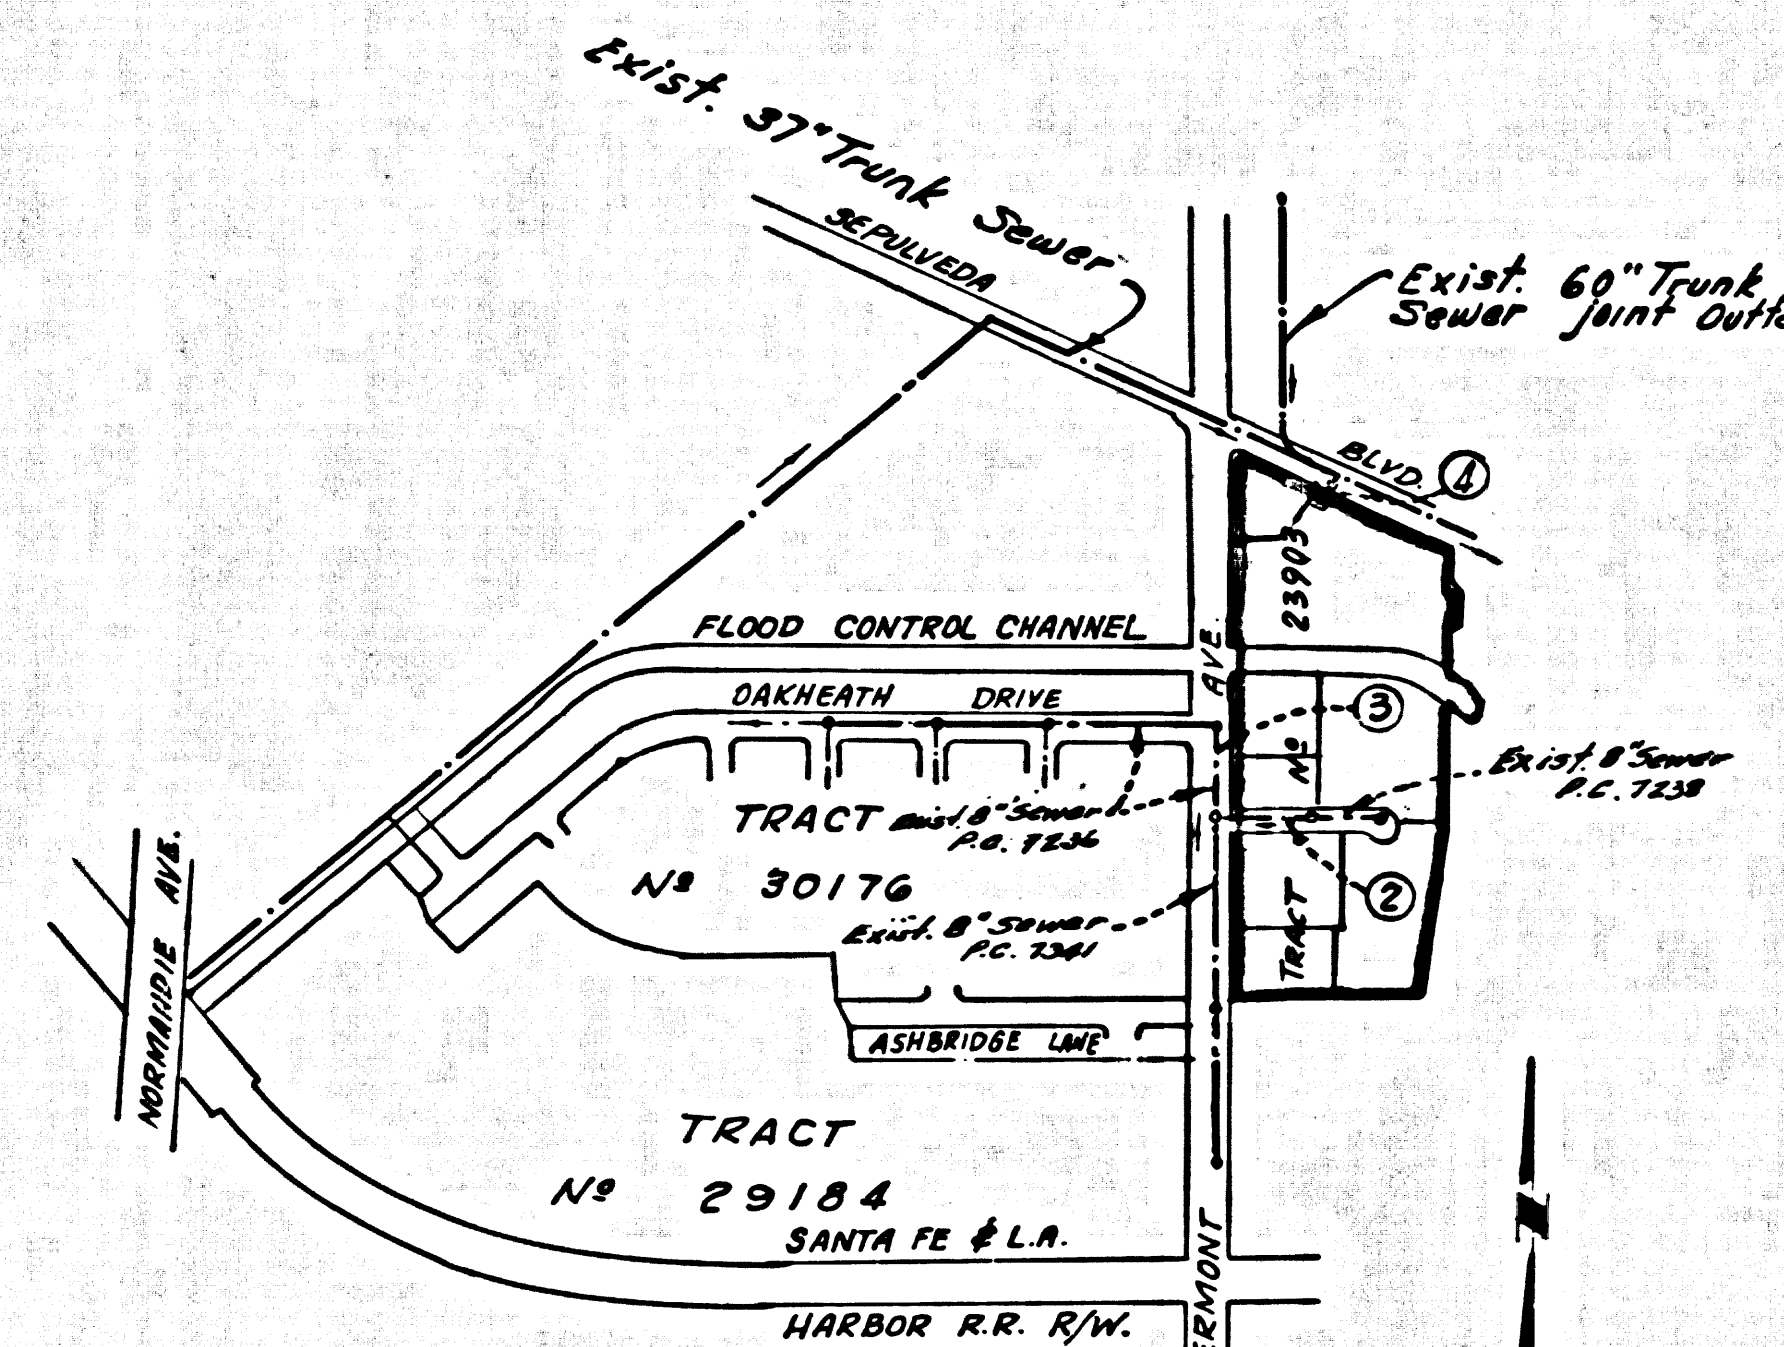 Exist. 37" Trunk Sewer
SEPULVEDA
BLVD.
Exist. 60" Trunk
Sewer joint
4
23903
FLOOD CONTROL CHANNEL
AVE.
OAKHEATH DRIVE
3
Nº
Exist. 8" Sewer
P.C. 7238
TRACT
Exist. 8" Sewer
P.C. 7236
Nº 30176
2
TRACT
Exist. 8" Sewer
P.C. 7341
NORMANDIE AVE.
ASHBRIDGE LANE
TRACT
Nº 29184
SANTA FE & L.A.
HARBOR R.R. R/W.
ERMONT